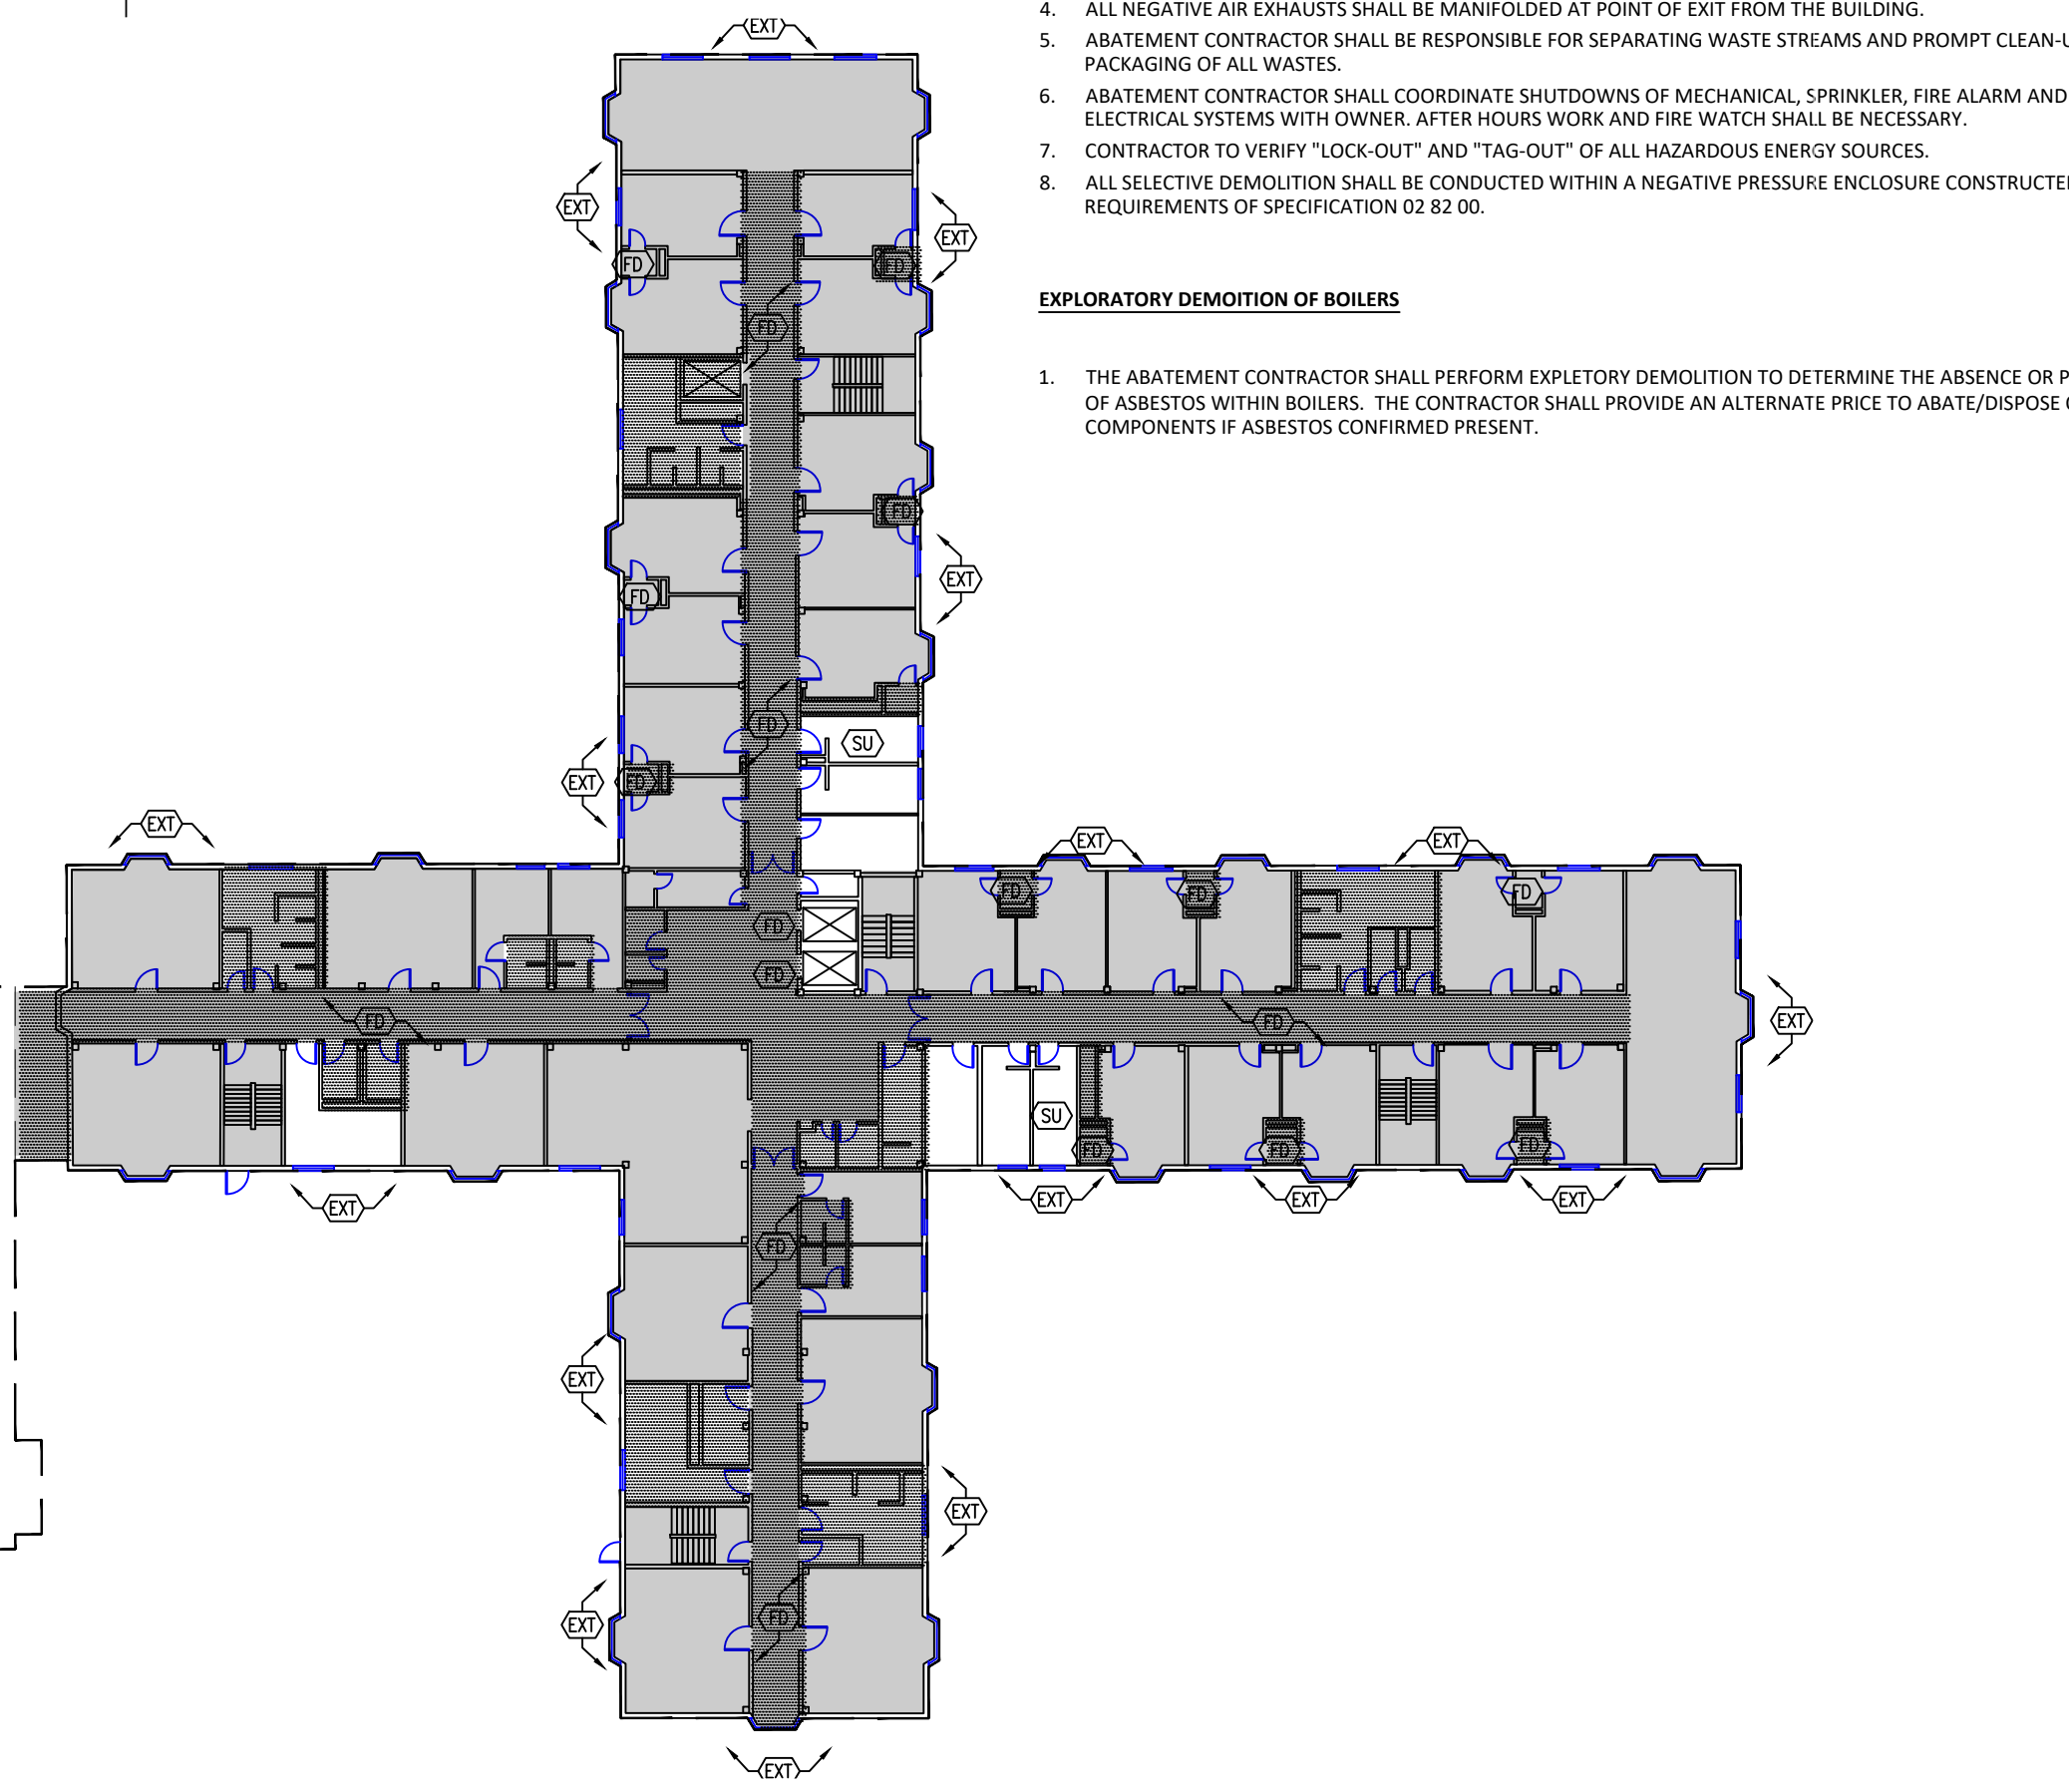 4. ALL NEGATIVE AIR EXHAUSTS SHALL BE MANIFOLDED AT POINT OF EXIT FROM THE BUILDING.
5. ABATEMENT CONTRACTOR SHALL BE RESPONSIBLE FOR SEPARATING WASTE STREAMS AND PROMPT CLEAN-U
PACKAGING OF ALL WASTES.
6. ABATEMENT CONTRACTOR SHALL COORDINATE SHUTDOWNS OF MECHANICAL, SPRINKLER, FIRE ALARM AND
ELECTRICAL SYSTEMS WITH OWNER. AFTER HOURS WORK AND FIRE WATCH SHALL BE NECESSARY.
7. CONTRACTOR TO VERIFY "LOCK-OUT" AND "TAG-OUT" OF ALL HAZARDOUS ENERGY SOURCES.
8. ALL SELECTIVE DEMOLITION SHALL BE CONDUCTED WITHIN A NEGATIVE PRESSURE ENCLOSURE CONSTRUCTE
REQUIREMENTS OF SPECIFICATION 02 82 00.
EXPLORATORY DEMOITION OF BOILERS
1. THE ABATEMENT CONTRACTOR SHALL PERFORM EXPLETORY DEMOLITION TO DETERMINE THE ABSENCE OR P
OF ASBESTOS WITHIN BOILERS. THE CONTRACTOR SHALL PROVIDE AN ALTERNATE PRICE TO ABATE/DISPOSE
COMPONENTS IF ASBESTOS CONFIRMED PRESENT.
EXT
EXT
EXT
FD
FD
FD
FD
EXT
FD
FD
SU
EXT
FD
EXT
EXT
EXT
FD
FD
FD
FD
FD
FD
FD
EXT
SU
FD
FD
FD
EXT
EXT
EXT
EXT
FD
EXT
EXT
FD
EXT
EXT